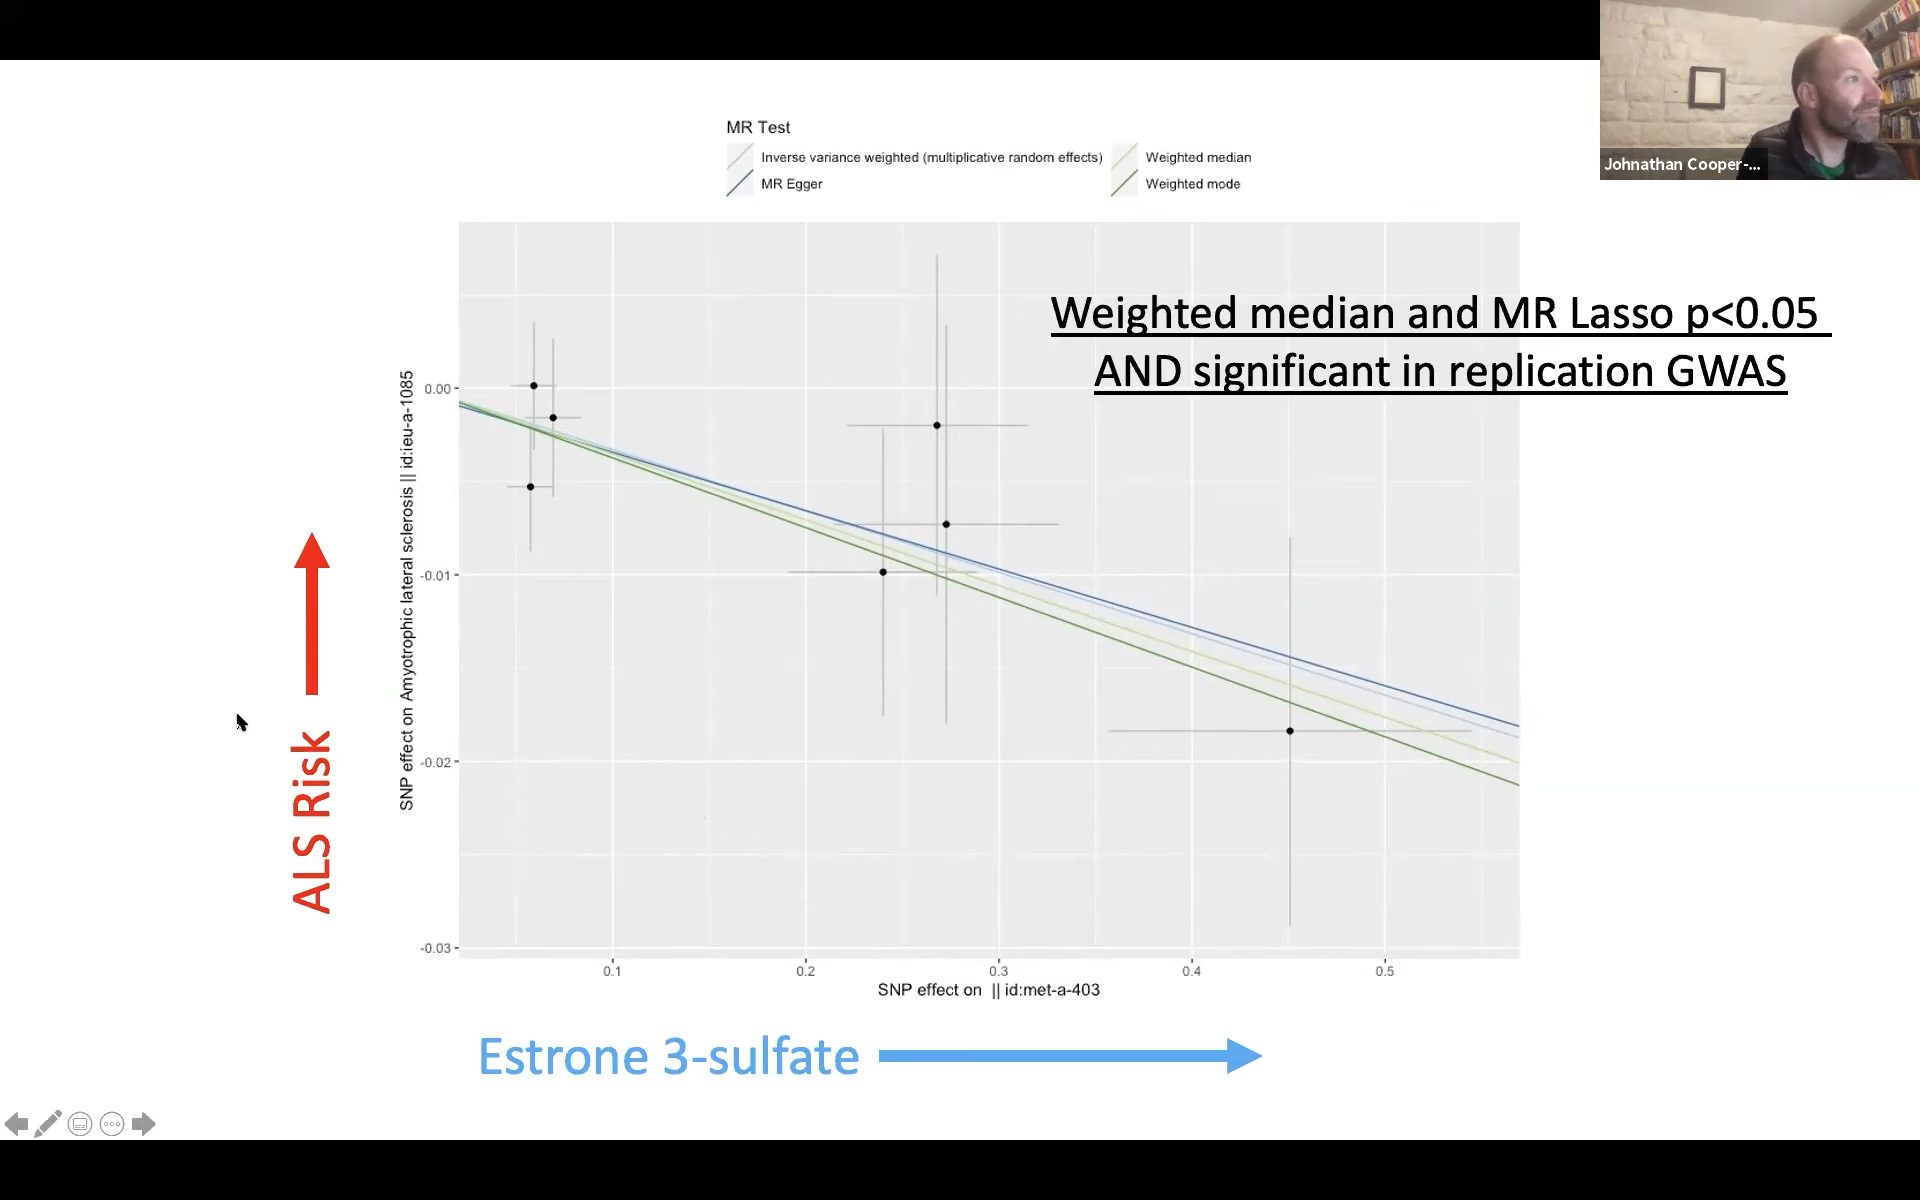 Johnathan Cooper-...
MR Test
Inverse variance weighted (multiplicative random effects)
Weighted median
MR Egger
Weighted mode
Weighted median and MR Lasso p<0.05
AND significant in replication GWAS
SNP effect on Amyotrophic lateral sclerosis || id:ieu-a-1085
0.00
-0.01
-0.02
-0.03
ALS Risk
0.1
0.2
0.3
0.4
0.5
SNP effect on || id:met-a-403
Estrone 3-sulfate